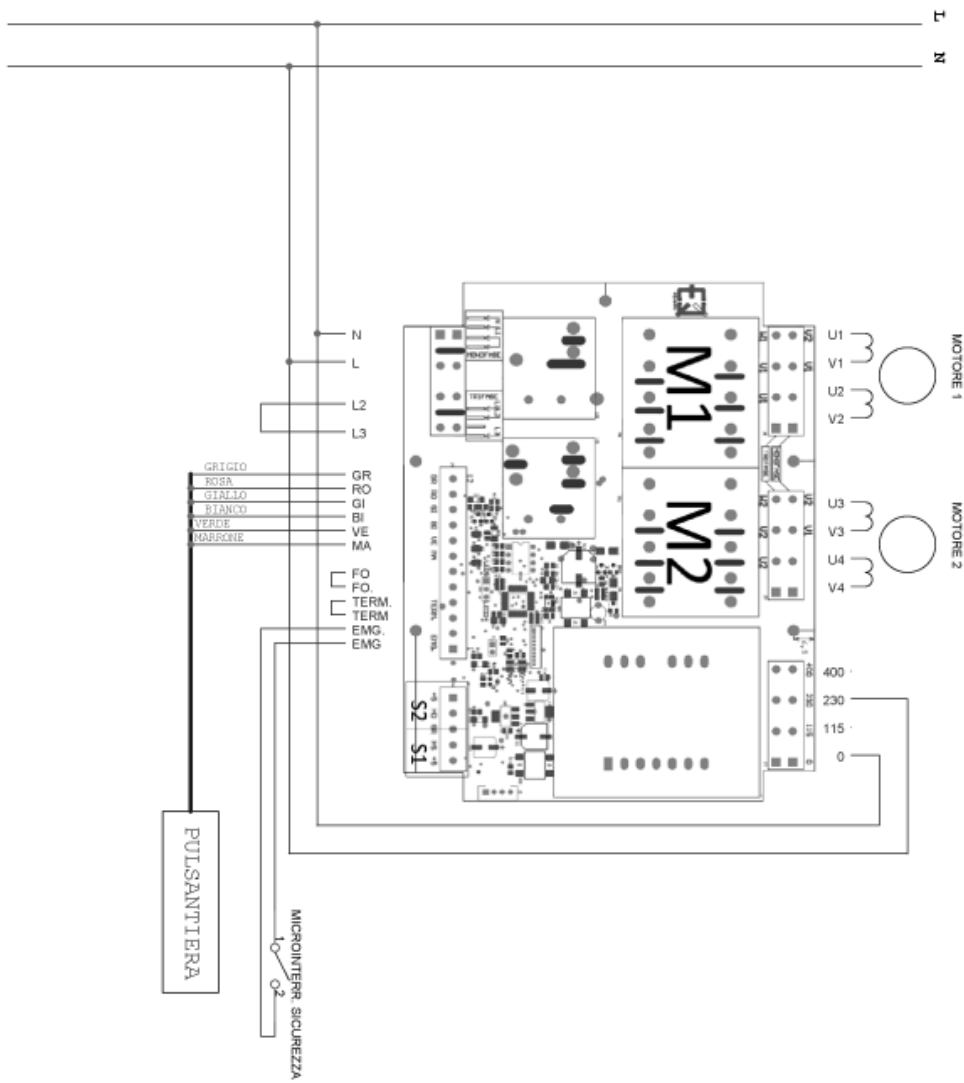 L
N
MOTORE 1
U1
V1
U2
V2
MOTORE 2
U3
V3
U4
V4
400
230
115
0
N
L
L2
L3
GRIGIO
GR
ROSA
RO
GIALLO
GI
BIANCO
BI
VERDE
VE
MARRONE
MA
FO
FO.
TERM.
TERM
EMG.
EMG
MONOFASE
TRIFASE
M1
M2
S2
S1
PULSANTIERA
MICROINTERR. SICUREZZA
1
2